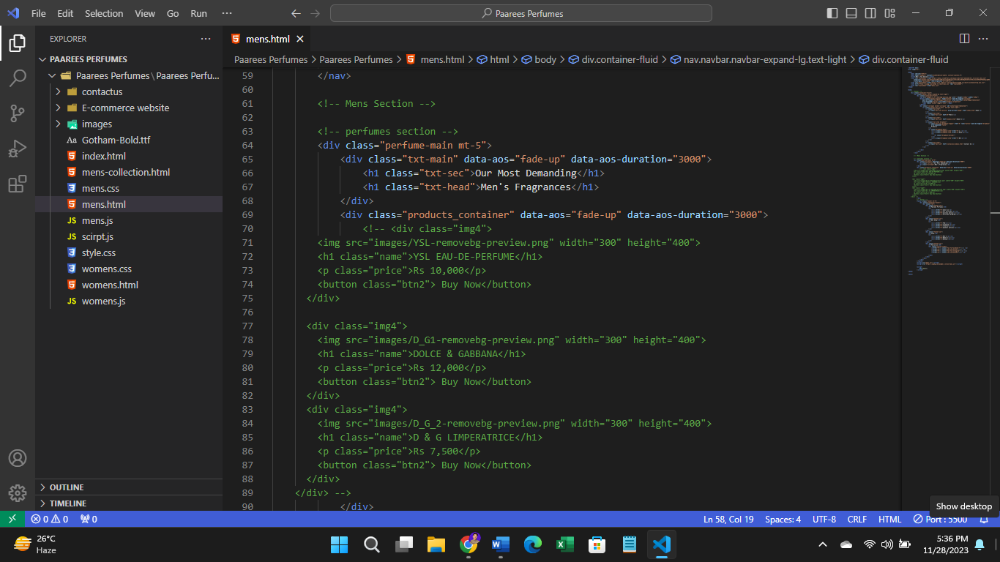 File Edit Selection View Go Run ···
Paarees Perfumes
EXPLORER ···
PAAREES PERFUMES
Paarees Perfumes\Paarees Perfu...
contactus
E-commerce website
images
Aa Gotham-Bold.ttf
index.html
mens-collection.html
mens.css
mens.html
JS mens.js
JS scirpt.js
style.css
womens.css
womens.html
JS womens.js
OUTLINE
TIMELINE
mens.html
Paarees Perfumes > Paarees Perfumes > mens.html > html > body > div.container-fluid > nav.navbar.navbar-expand-lg.text-light > div.container-fluid
59 </nav>
60
61 <!-- Mens Section -->
62
63 <!-- perfumes section -->
64 <div class="perfume-main mt-5">
65 <div class="txt-main" data-aos="fade-up" data-aos-duration="3000">
66 <h1 class="txt-sec">Our Most Demanding</h1>
67 <h1 class="txt-head">Men's Fragrances</h1>
68 </div>
69 <div class="products_container" data-aos="fade-up" data-aos-duration="3000">
70 <!-- <div class="img4">
71 <img src="images/YSL-removebg-preview.png" width="300" height="400">
72 <h1 class="name">YSL EAU-DE-PERFUME</h1>
73 <p class="price">Rs 10,000</p>
74 <button class="btn2"> Buy Now</button>
75 </div>
76
77 <div class="img4">
78 <img src="images/D_G1-removebg-preview.png" width="300" height="400">
79 <h1 class="name">DOLCE & GABBANA</h1>
80 <p class="price">Rs 12,000</p>
81 <button class="btn2"> Buy Now</button>
82 </div>
83 <div class="img4">
84 <img src="images/D_G_2-removebg-preview.png" width="300" height="400">
85 <h1 class="name">D & G LIMPERATRICE</h1>
86 <p class="price">Rs 7,500</p>
87 <button class="btn2"> Buy Now</button>
88 </div>
89 </div> -->
90 </div>
Show desktop
0 0 0 Ln 58, Col 19 Spaces: 4 UTF-8 CRLF HTML Port : 5500
26°C
Haze
5:36 PM
11/28/2023